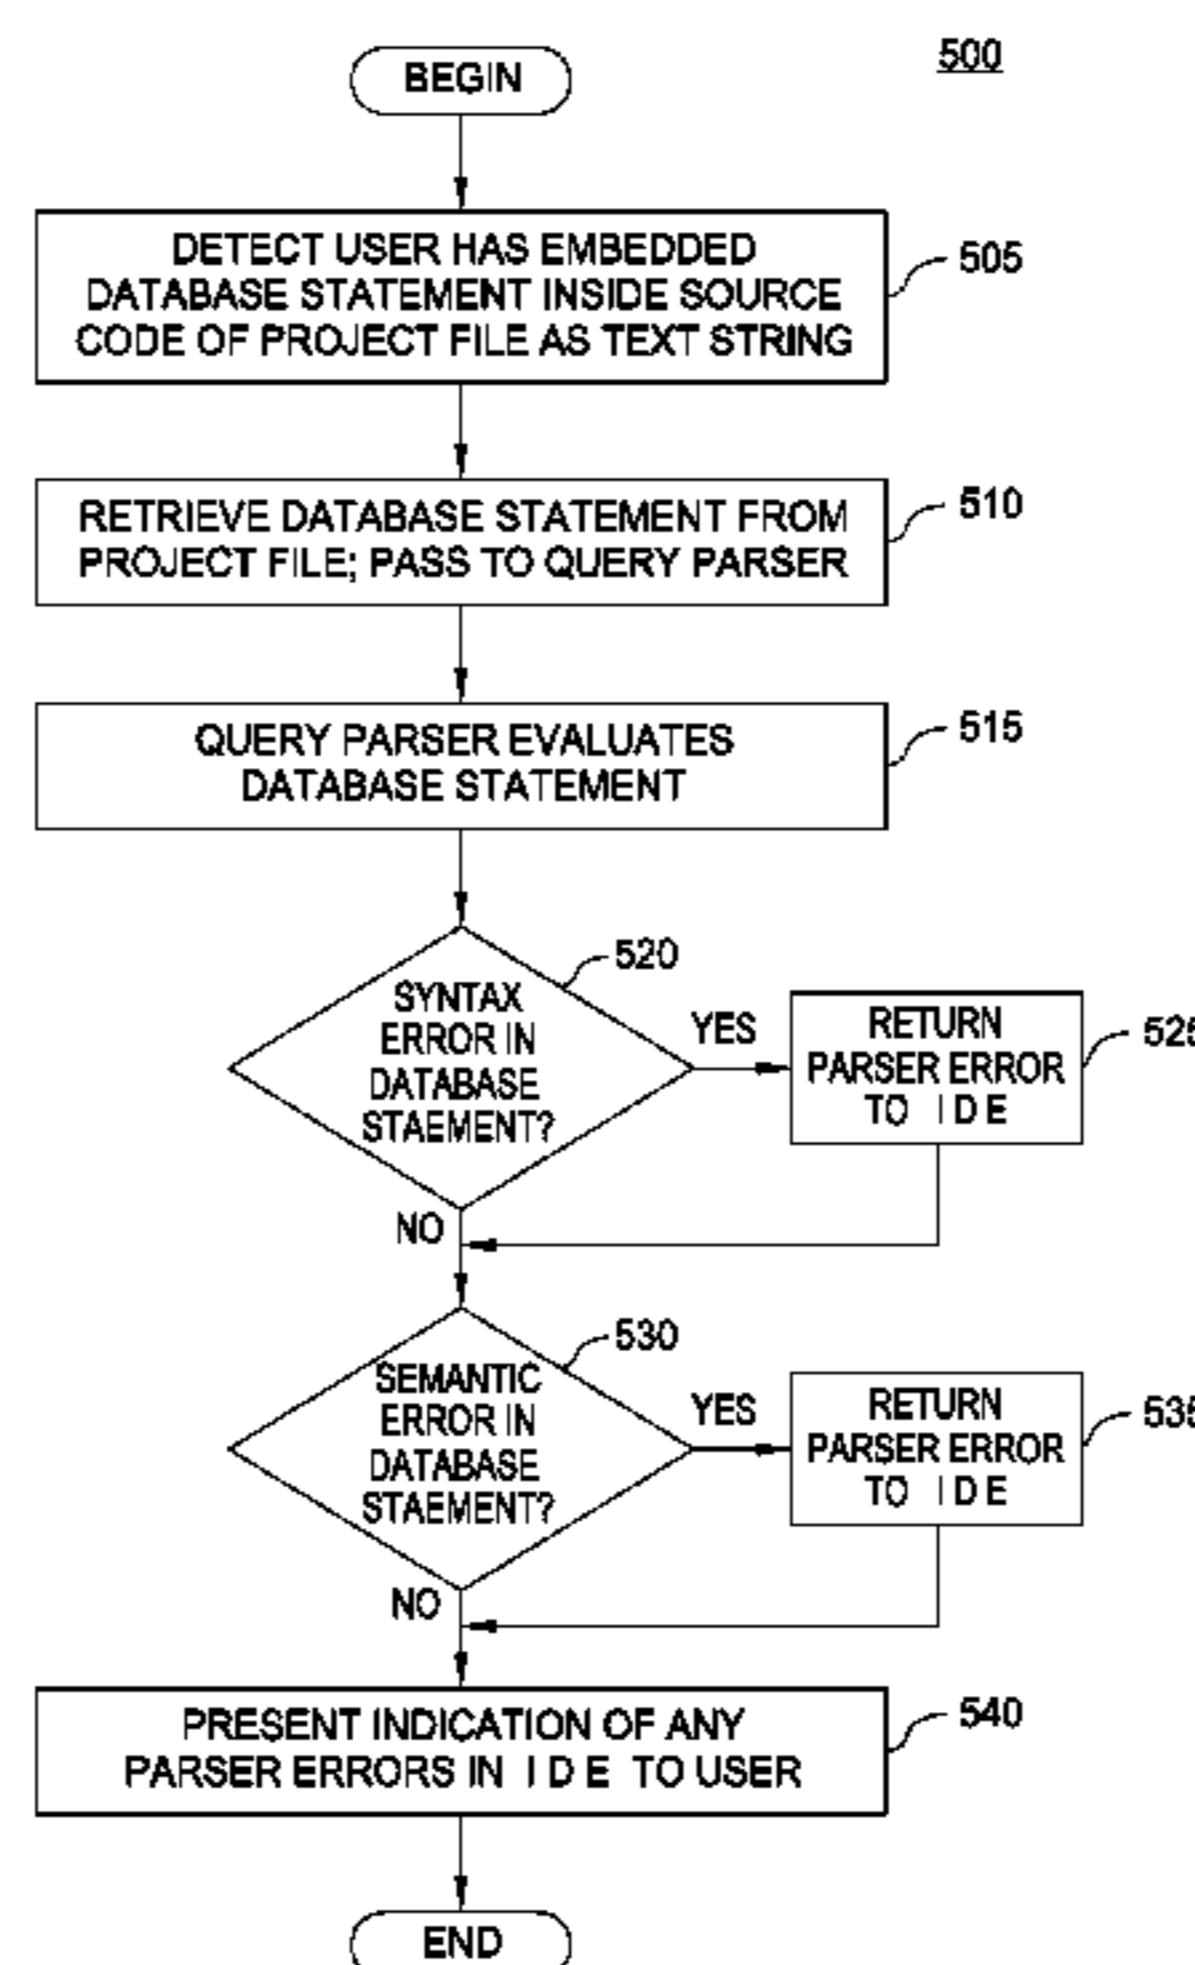 500
BEGIN
DETECT USER HAS EMBEDDED
DATABASE STATEMENT INSIDE SOURCE
CODE OF PROJECT FILE AS TEXT STRING
505
RETRIEVE DATABASE STATEMENT FROM
PROJECT FILE; PASS TO QUERY PARSER
510
QUERY PARSER EVALUATES
DATABASE STATEMENT
515
SYNTAX
ERROR IN
DATABASE
STAEMENT?
520
YES
RETURN
PARSER ERROR
TO I D E
525
NO
SEMANTIC
ERROR IN
DATABASE
STAEMENT?
530
YES
RETURN
PARSER ERROR
TO I D E
535
NO
PRESENT INDICATION OF ANY
PARSER ERRORS IN I D E TO USER
540
END